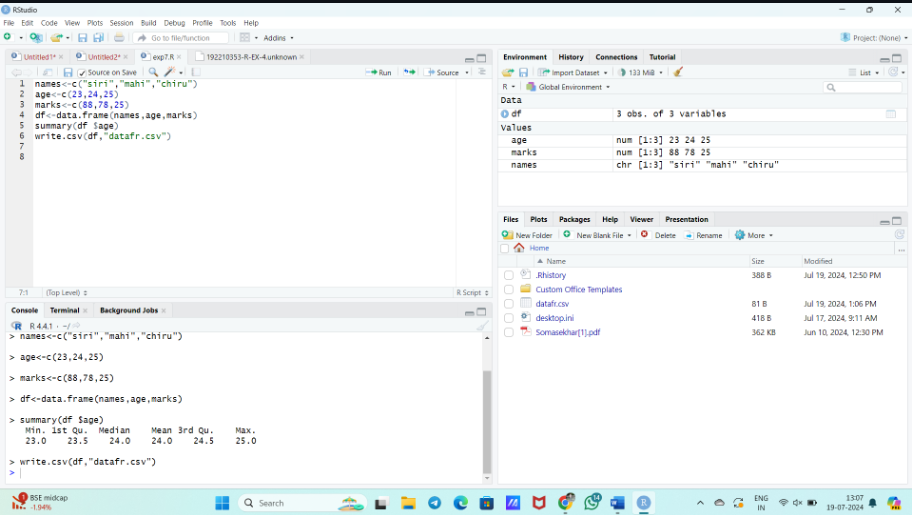 RStudio
File Edit Code View Plots Session Build Debug Profile Tools Help
Go to file/function Addins Project: (None)
Untitled1* Untitled2* exp7.R 192210353-R-EX-4.unknown
Source on Save Run Source
1 names<-c("siri","mahi","chiru")
2 age<-c(23,24,25)
3 marks<-c(88,78,25)
4 df<-data.frame(names,age,marks)
5 summary(df $age)
6 write.csv(df,"datafr.csv")
7
8
7:1 (Top Level) R Script
Console Terminal Background Jobs
R 4.4.1 · ~/
> names<-c("siri","mahi","chiru")
> age<-c(23,24,25)
> marks<-c(88,78,25)
> df<-data.frame(names,age,marks)
> summary(df $age)
Min. 1st Qu. Median Mean 3rd Qu. Max.
23.0 23.5 24.0 24.0 24.5 25.0
> write.csv(df,"datafr.csv")
>
Environment History Connections Tutorial
Import Dataset 133 MiB List
R Global Environment
Data
df 3 obs. of 3 variables
Values
age num [1:3] 23 24 25
marks num [1:3] 88 78 25
names chr [1:3] "siri" "mahi" "chiru"
Files Plots Packages Help Viewer Presentation
New Folder New Blank File Delete Rename More
Home
Name Size Modified
.Rhistory 388 B Jul 19, 2024, 12:50 PM
Custom Office Templates
datafr.csv 81 B Jul 19, 2024, 1:06 PM
desktop.ini 418 B Jul 17, 2024, 9:11 AM
Somasekhar[1].pdf 362 KB Jun 10, 2024, 12:30 PM
BSE midcap
-1.94%
Search
ENG
IN
13:07
19-07-2024